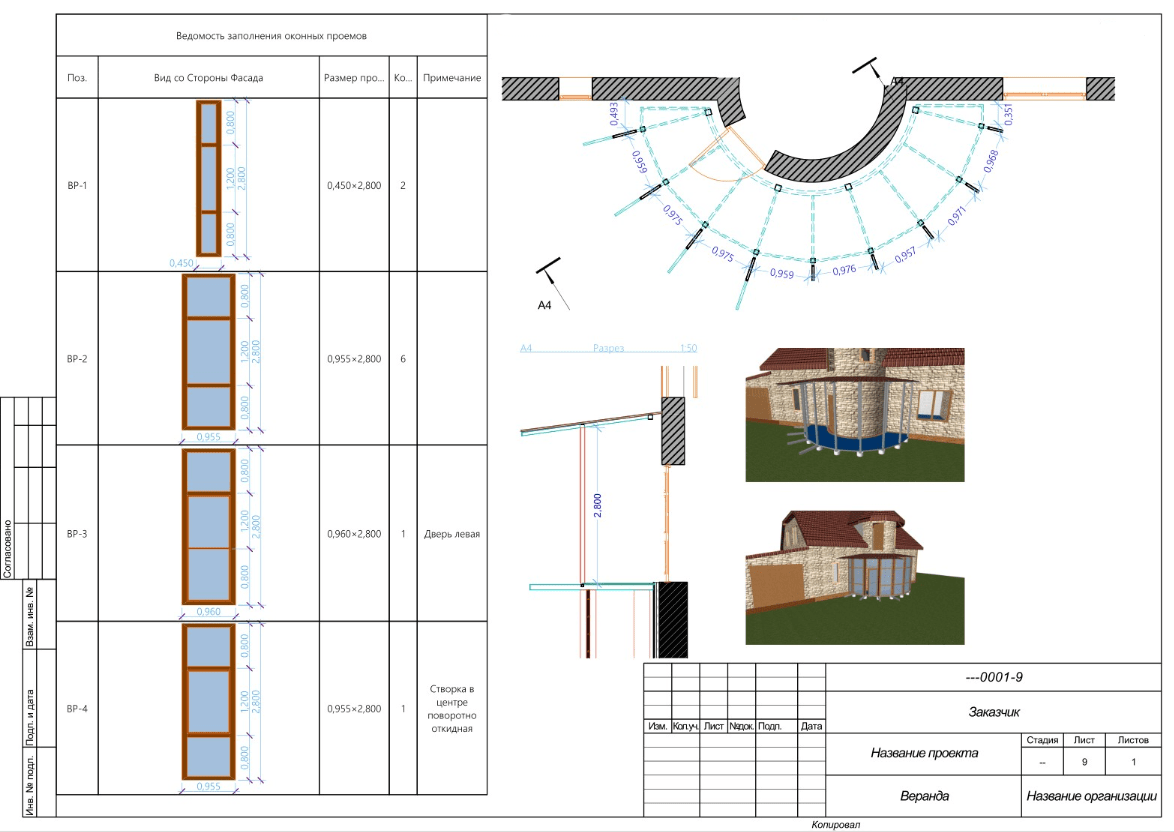 Ведомость заполнения оконных проемов
Поз.
Вид со Стороны Фасада
Размер про...
Ко...
Примечание
ВР-1
0,800
1,200
2,800
0,800
0,450
0,450×2,800
2
ВР-2
0,800
1,200
2,800
0,800
0,955
0,955×2,800
6
ВР-3
0,800
1,200
2,800
0,800
0,960
0,960×2,800
1
Дверь левая
ВР-4
0,800
1,200
2,800
0,800
0,955
0,955×2,800
1
Створка в
центре
поворотно
откидная
A4
0,493
0,351
0,959
0,968
0,975
0,971
0,975
0,957
0,959
0,976
A4
A4
Разрез
1:50
2,800
Согласовано
Взам. инв. №
Подп. и дата
Инв. № подл.
---0001-9
Заказчик
Изм.
Кол.уч.
Лист
№док.
Подп.
Дата
Название проекта
Стадия
Лист
Листов
--
9
1
Веранда
Название организации
Копировал